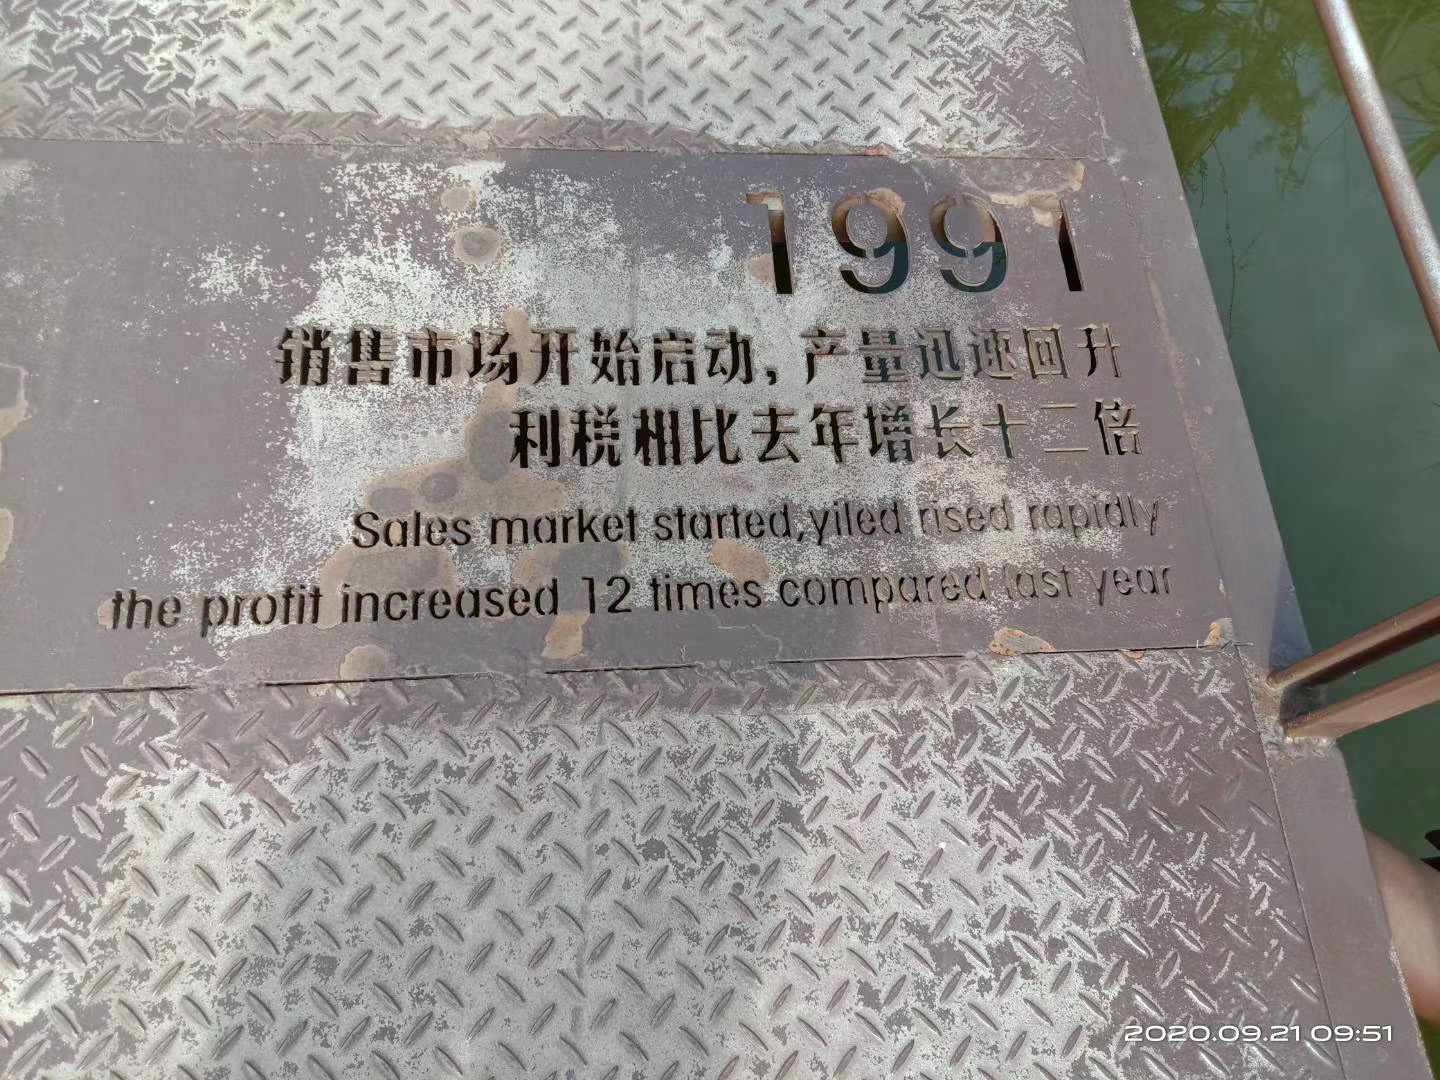 1991
销售市场开始启动,产量迅速回升
利税相比去年增长十二倍
Sales market started,yiled rised rapidly
the profit increased 12 times compared last year
2020.09.21 09:51